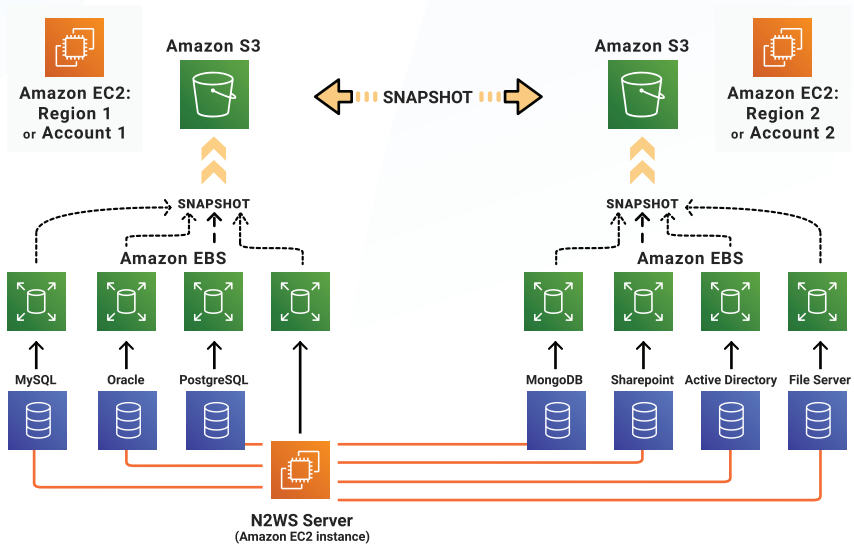 Amazon EC2:
Region 1
or Account 1
Amazon S3
SNAPSHOT
Amazon S3
Amazon EC2:
Region 2
or Account 2
SNAPSHOT
SNAPSHOT
Amazon EBS
Amazon EBS
MySQL
Oracle
PostgreSQL
MongoDB
Sharepoint
Active Directory
File Server
N2WS Server
(Amazon EC2 instance)